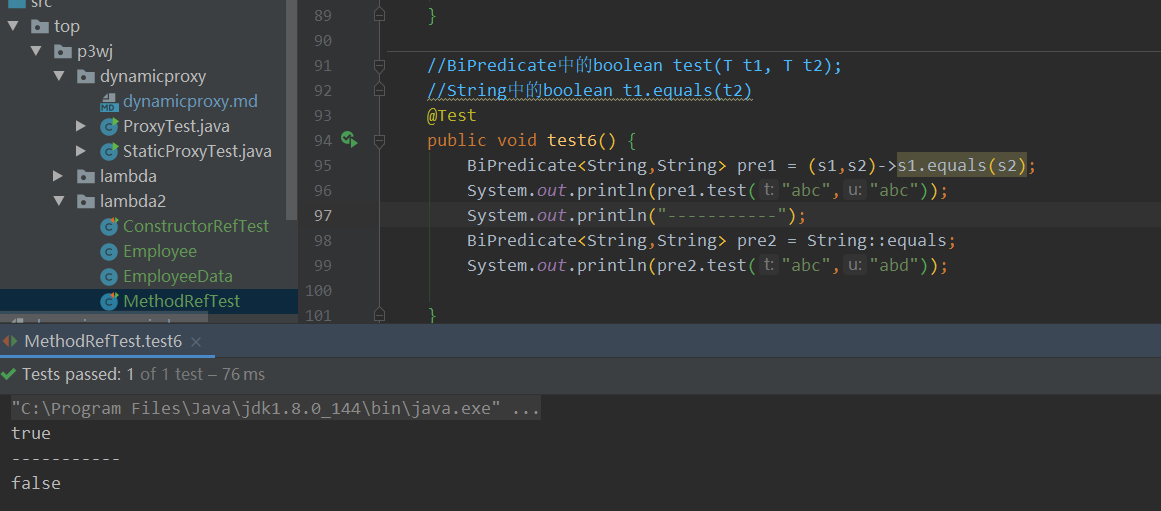 src
top
p3wj
dynamicproxy
dynamicproxy.md
ProxyTest.java
StaticProxyTest.java
lambda
lambda2
ConstructorRefTest
Employee
EmployeeData
MethodRefTest
89 }
90
91 //BiPredicate中的boolean test(T t1, T t2);
92 //String中的boolean t1.equals(t2)
93 @Test
94 public void test6() {
95 BiPredicate<String,String> pre1 = (s1,s2)->s1.equals(s2);
96 System.out.println(pre1.test( t: "abc", u: "abc"));
97 System.out.println("-----------");
98 BiPredicate<String,String> pre2 = String::equals;
99 System.out.println(pre2.test( t: "abc", u: "abd"));
100
101 }
MethodRefTest.test6 ×
Tests passed: 1 of 1 test – 76 ms
"C:\Program Files\Java\jdk1.8.0_144\bin\java.exe" ...
true
-----------
false